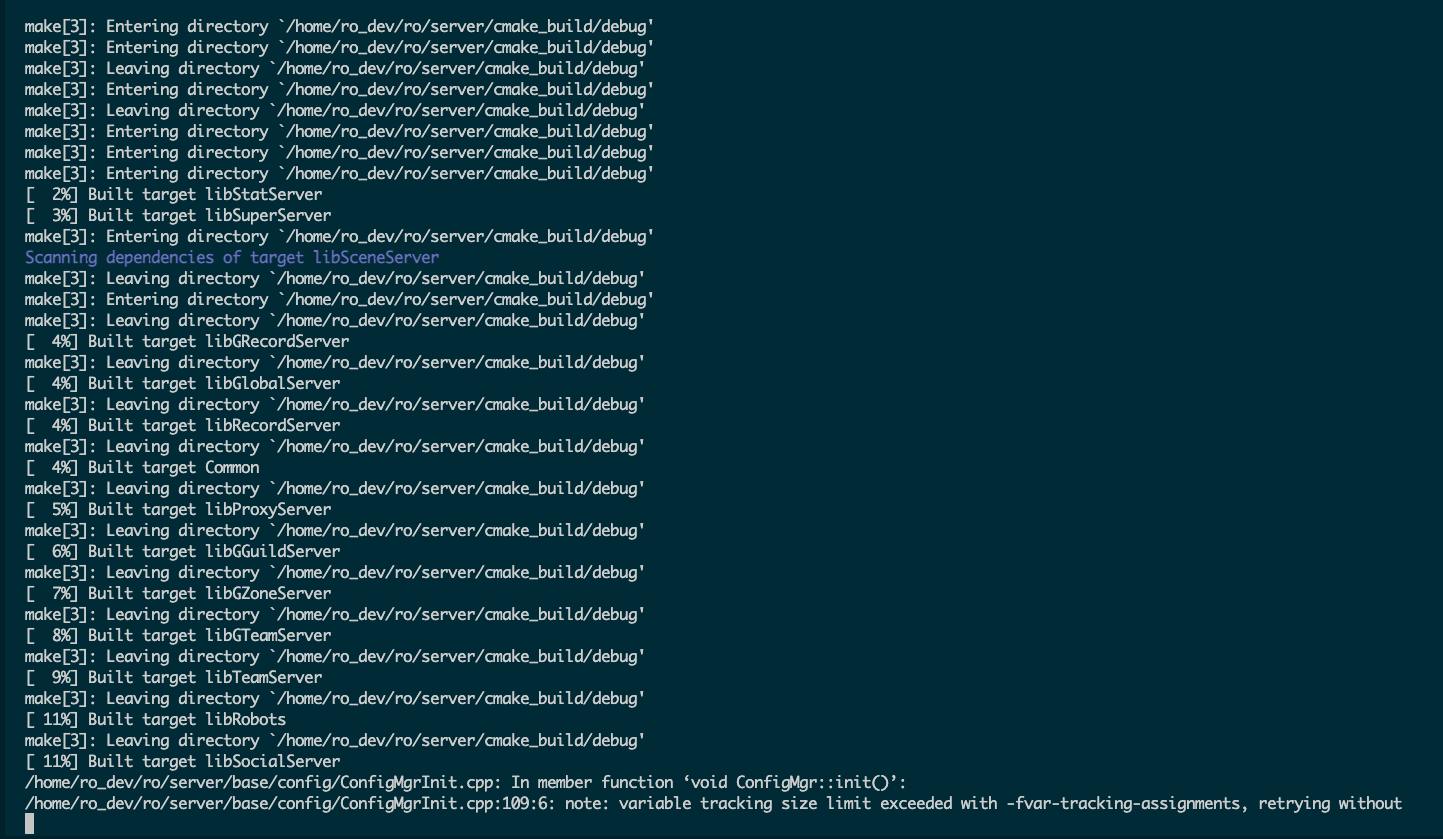 make[3]: Entering directory `/home/ro_dev/ro/server/cmake_build/debug'
make[3]: Entering directory `/home/ro_dev/ro/server/cmake_build/debug'
make[3]: Leaving directory `/home/ro_dev/ro/server/cmake_build/debug'
make[3]: Entering directory `/home/ro_dev/ro/server/cmake_build/debug'
make[3]: Leaving directory `/home/ro_dev/ro/server/cmake_build/debug'
make[3]: Entering directory `/home/ro_dev/ro/server/cmake_build/debug'
make[3]: Entering directory `/home/ro_dev/ro/server/cmake_build/debug'
make[3]: Entering directory `/home/ro_dev/ro/server/cmake_build/debug'
[  2%] Built target libStatServer
[  3%] Built target libSuperServer
make[3]: Entering directory `/home/ro_dev/ro/server/cmake_build/debug'
Scanning dependencies of target libSceneServer
make[3]: Leaving directory `/home/ro_dev/ro/server/cmake_build/debug'
make[3]: Entering directory `/home/ro_dev/ro/server/cmake_build/debug'
make[3]: Leaving directory `/home/ro_dev/ro/server/cmake_build/debug'
[  4%] Built target libGRecordServer
make[3]: Leaving directory `/home/ro_dev/ro/server/cmake_build/debug'
[  4%] Built target libGlobalServer
make[3]: Leaving directory `/home/ro_dev/ro/server/cmake_build/debug'
[  4%] Built target libRecordServer
make[3]: Leaving directory `/home/ro_dev/ro/server/cmake_build/debug'
[  4%] Built target Common
make[3]: Leaving directory `/home/ro_dev/ro/server/cmake_build/debug'
[  5%] Built target libProxyServer
make[3]: Leaving directory `/home/ro_dev/ro/server/cmake_build/debug'
[  6%] Built target libGGuildServer
make[3]: Leaving directory `/home/ro_dev/ro/server/cmake_build/debug'
[  7%] Built target libGZoneServer
make[3]: Leaving directory `/home/ro_dev/ro/server/cmake_build/debug'
[  8%] Built target libGTeamServer
make[3]: Leaving directory `/home/ro_dev/ro/server/cmake_build/debug'
[  9%] Built target libTeamServer
make[3]: Leaving directory `/home/ro_dev/ro/server/cmake_build/debug'
[ 11%] Built target libRobots
make[3]: Leaving directory `/home/ro_dev/ro/server/cmake_build/debug'
[ 11%] Built target libSocialServer
/home/ro_dev/ro/server/base/config/ConfigMgrInit.cpp: In member function ‘void ConfigMgr::init()’:
/home/ro_dev/ro/server/base/config/ConfigMgrInit.cpp:109:6: note: variable tracking size limit exceeded with -fvar-tracking-assignments, retrying without